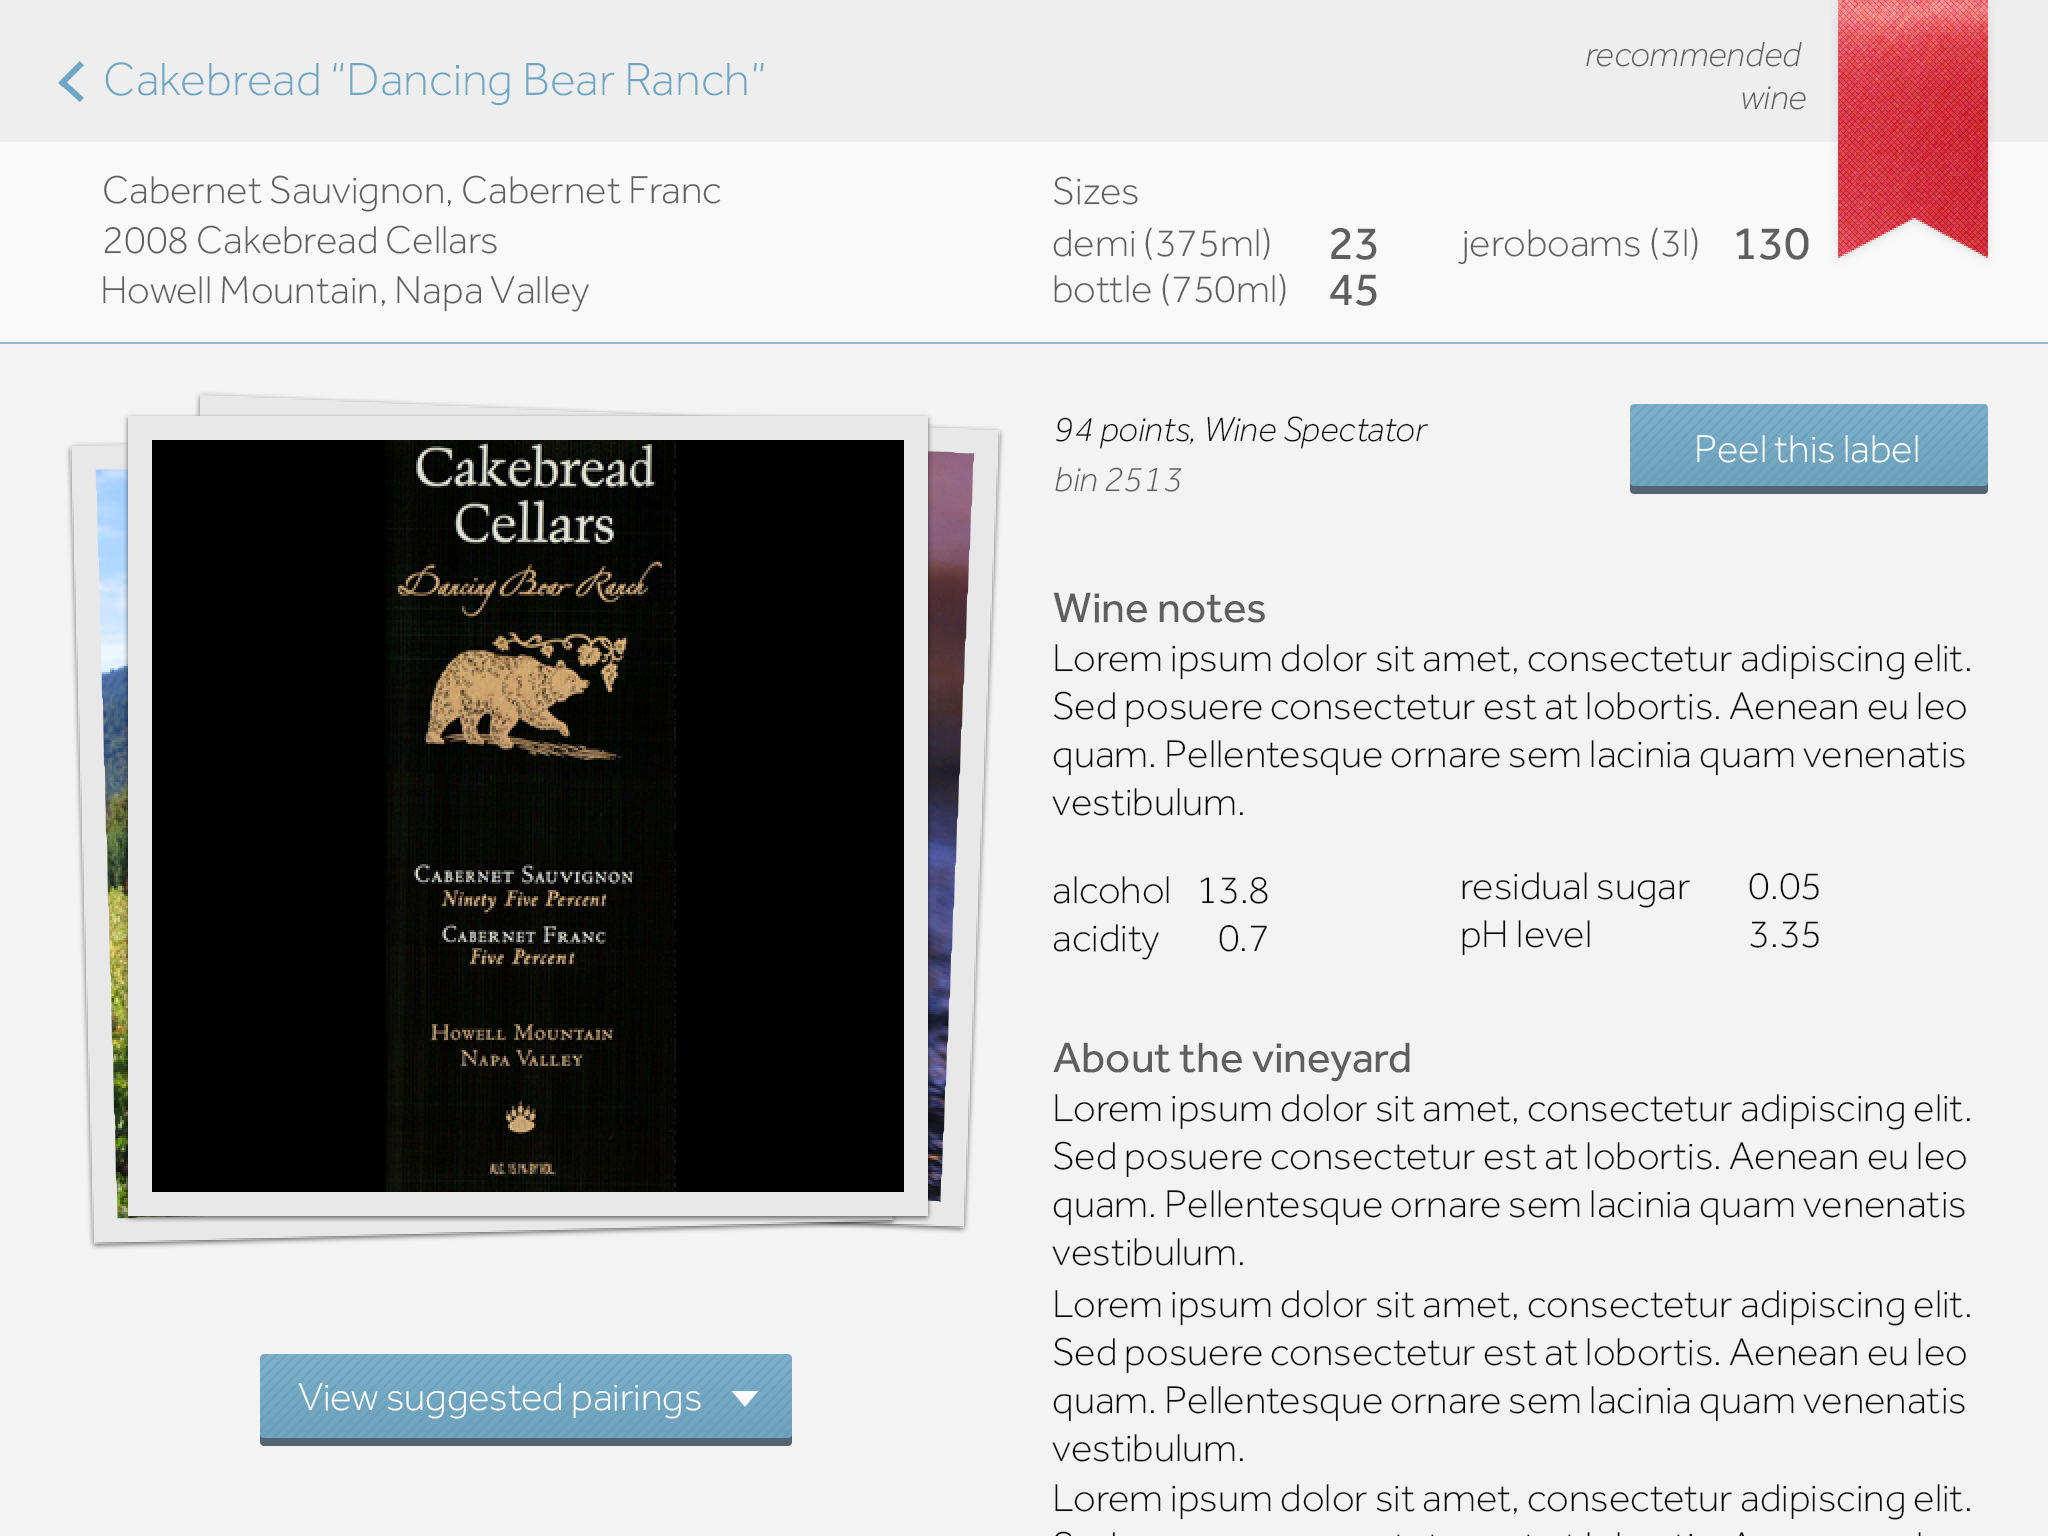 Cakebread "Dancing Bear Ranch"
recommended
wine
Cabernet Sauvignon, Cabernet Franc
2008 Cakebread Cellars
Howell Mountain, Napa Valley
Sizes
demi (375ml) 23 jeroboams (3l) 130
bottle (750ml) 45
Cakebread
Cellars
Dancing Bear Ranch
CABERNET SAUVIGNON
Ninety Five Percent
CABERNET FRANC
Five Percent
HOWELL MOUNTAIN
NAPA VALLEY
View suggested pairings
94 points, Wine Spectator
bin 2513
Peel this label
Wine notes
Lorem ipsum dolor sit amet, consectetur adipiscing elit.
Sed posuere consectetur est at lobortis. Aenean eu leo
quam. Pellentesque ornare sem lacinia quam venenatis
vestibulum.
alcohol 13.8 residual sugar 0.05
acidity 0.7 pH level 3.35
About the vineyard
Lorem ipsum dolor sit amet, consectetur adipiscing elit.
Sed posuere consectetur est at lobortis. Aenean eu leo
quam. Pellentesque ornare sem lacinia quam venenatis
vestibulum.
Lorem ipsum dolor sit amet, consectetur adipiscing elit.
Sed posuere consectetur est at lobortis. Aenean eu leo
quam. Pellentesque ornare sem lacinia quam venenatis
vestibulum.
Lorem ipsum dolor sit amet, consectetur adipiscing elit.